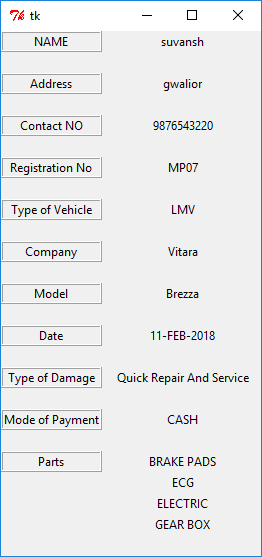 tk
NAME suvansh
Address gwalior
Contact NO 9876543220
Registration No MP07
Type of Vehicle LMV
Company Vitara
Model Brezza
Date 11-FEB-2018
Type of Damage Quick Repair And Service
Mode of Payment CASH
Parts BRAKE PADS
ECG
ELECTRIC
GEAR BOX